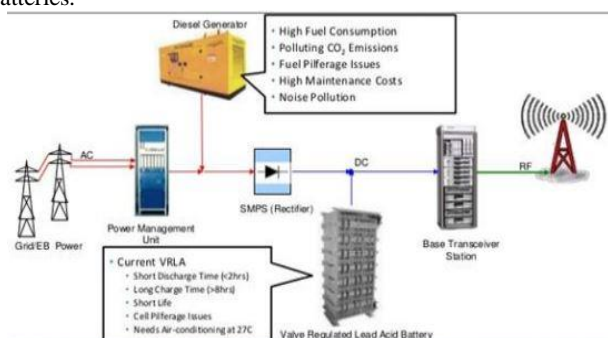 atteries.
Diesel Generator
• High Fuel Consumption
• Polluting CO₂ Emissions
• Fuel Pilferage Issues
• High Maintenance Costs
• Noise Pollution
AC
DC
RF
SMPS (Rectifier)
Grid/EB Power
Power Management
Unit
Base Transceiver
Station
• Current VRLA
• Short Discharge Time (<2hrs)
• Long Charge Time (>8hrs)
• Short Life
• Cell Pilferage Issues
• Needs Air-conditioning at 27C
Valve Regulated Lead Acid Battery